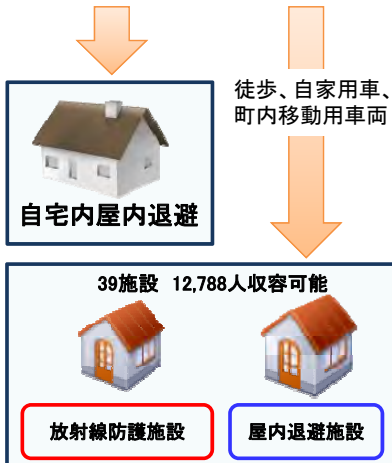 徒歩、自家用車、
町内移動用車両
自宅内屋内退避
39施設 12,788人収容可能
放射線防護施設
屋内退避施設